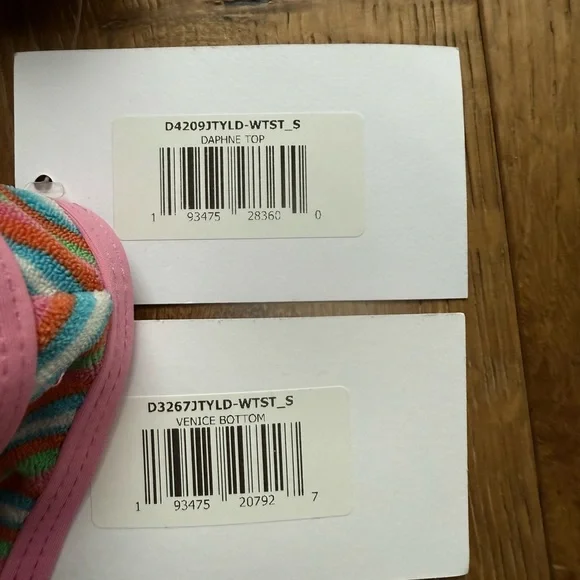 D4209JTYLD-WTST_S
DAPHNE TOP
1 93475 28360 0
D3267JTYLD-WTST_S
VENICE BOTTOM
1 93475 20792 7